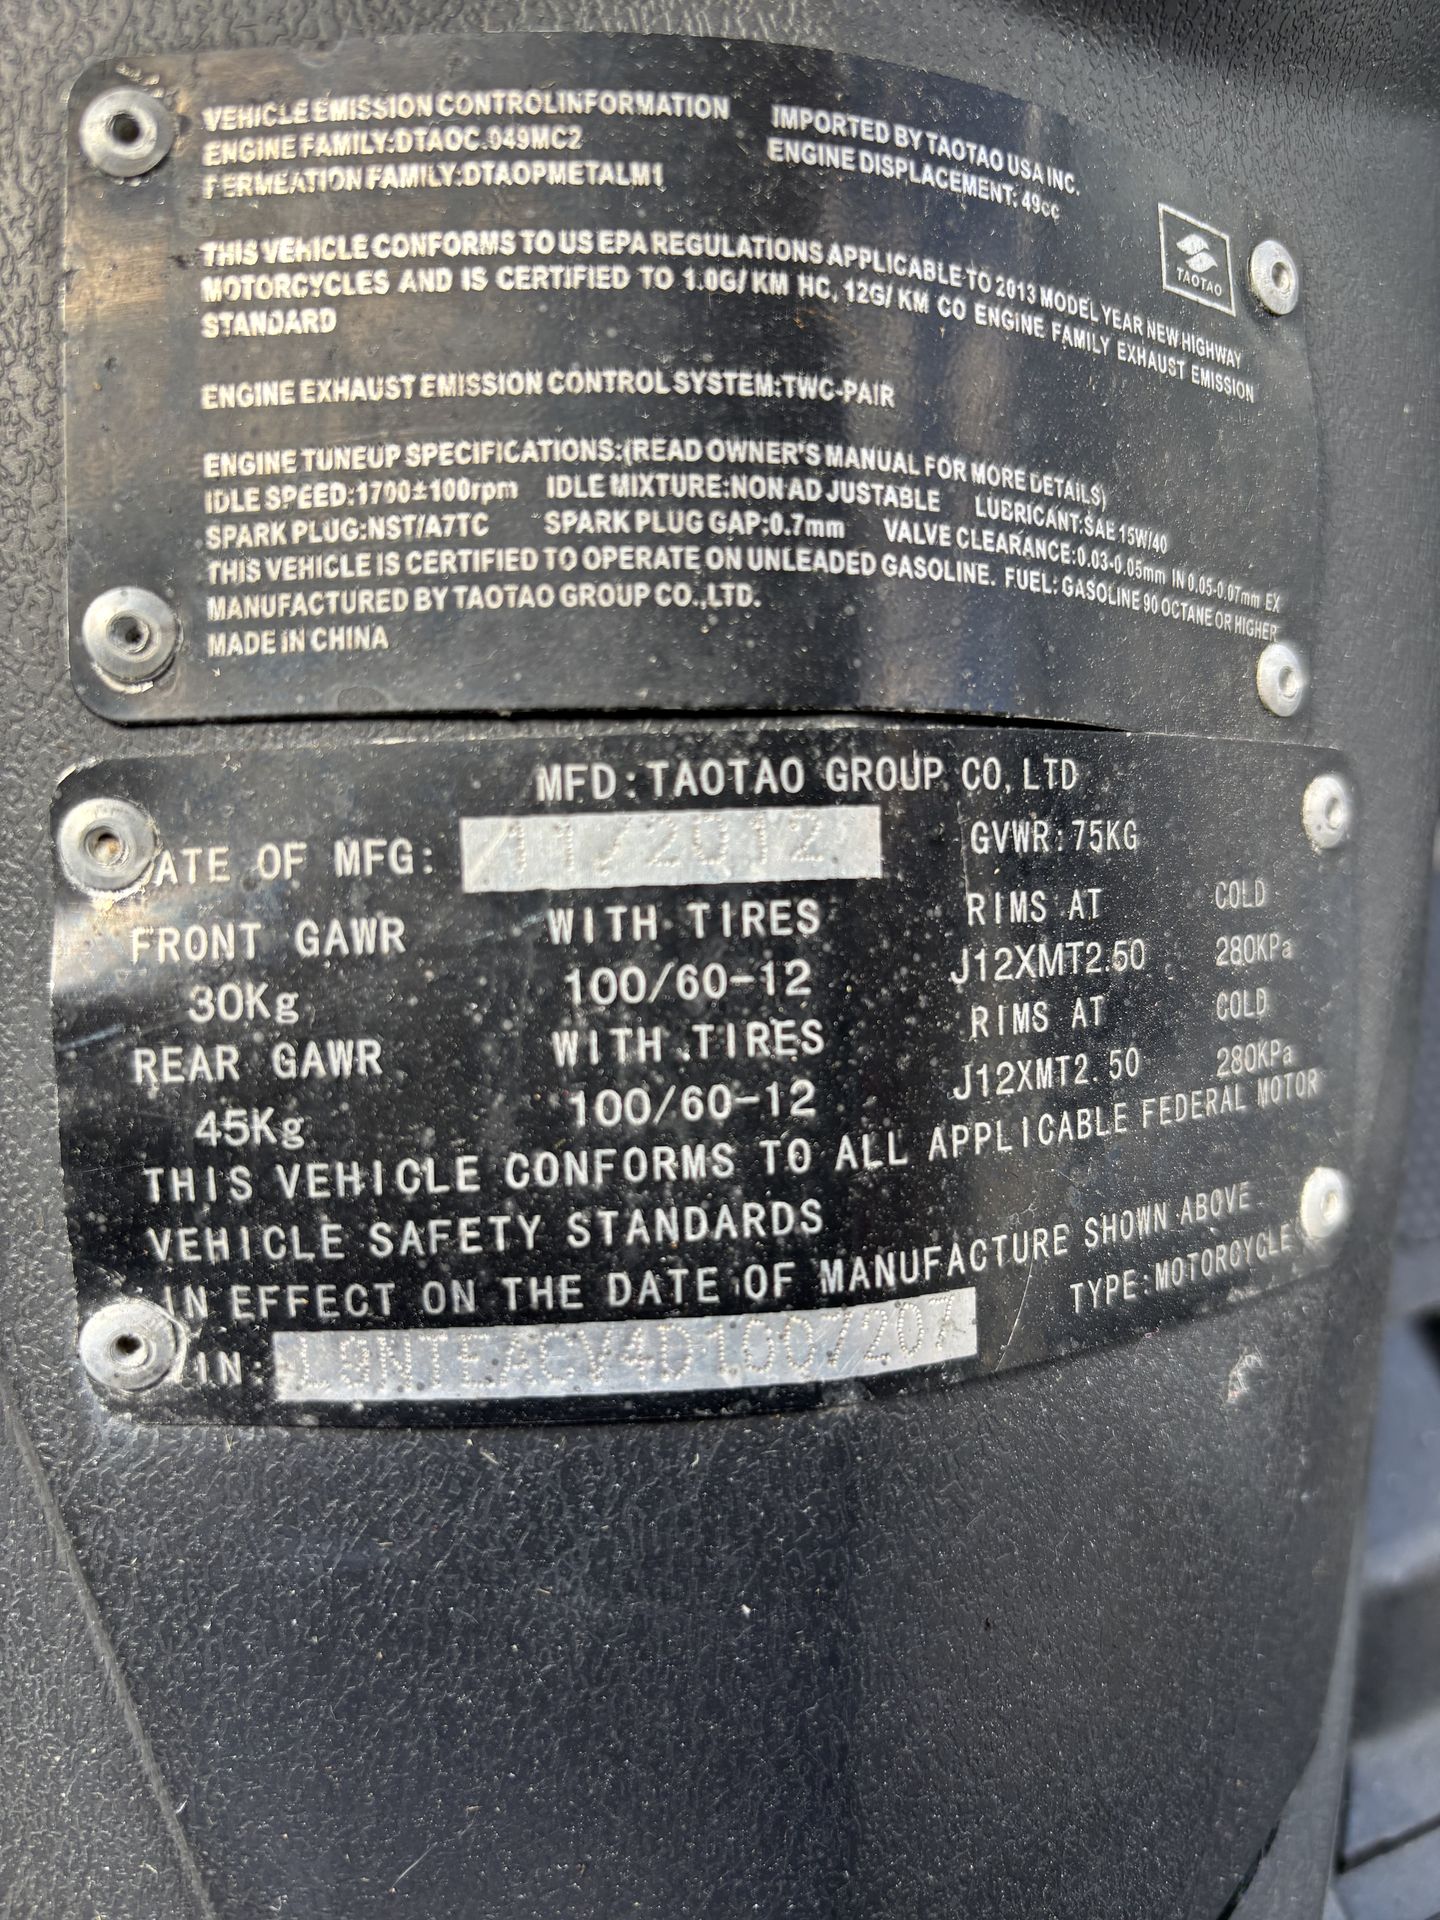 VEHICLE EMISSION CONTROLINFORMATION
ENGINE FAMILY:DTAOC.049MC2
PERMEATION FAMILY:DTAOPMETALM1
IMPORTED BY TAOTAO USA INC.
ENGINE DISPLACEMENT: 49cc
TAOTAO
THIS VEHICLE CONFORMS TO US EPA REGULATIONS APPLICABLE TO 2013 MODEL YEAR NEW HIGHWAY
MOTORCYCLES AND IS CERTIFIED TO 1.0G/ KM HC, 12G/ KM CO ENGINE FAMILY EXHAUST EMISSION
STANDARD
ENGINE EXHAUST EMISSION CONTROL SYSTEM:TWC-PAIR
ENGINE TUNEUP SPECIFICATIONS:(READ OWNER'S MANUAL FOR MORE DETAILS)
IDLE SPEED:1700±100rpm IDLE MIXTURE:NON AD JUSTABLE LUBRICANT:SAE 15W/40
SPARK PLUG:NST/A7TC SPARK PLUG GAP:0.7mm VALVE CLEARANCE:0.03-0.05mm IN 0.05-0.07mm EX
THIS VEHICLE IS CERTIFIED TO OPERATE ON UNLEADED GASOLINE. FUEL: GASOLINE 90 OCTANE OR HIGHER
MANUFACTURED BY TAOTAO GROUP CO.,LTD.
MADE IN CHINA
MFD:TAOTAO GROUP CO,LTD
DATE OF MFG: 11/2012 GVWR:75KG
FRONT GAWR WITH TIRES RIMS AT COLD
30Kg 100/60-12 J12XMT2.50 280KPa
REAR GAWR WITH TIRES RIMS AT COLD
45Kg 100/60-12 J12XMT2.50 280KPa
THIS VEHICLE CONFORMS TO ALL APPLICABLE FEDERAL MOTOR
VEHICLE SAFETY STANDARDS
IN EFFECT ON THE DATE OF MANUFACTURE SHOWN ABOVE
VIN: TYPE:MOTORCYCLE